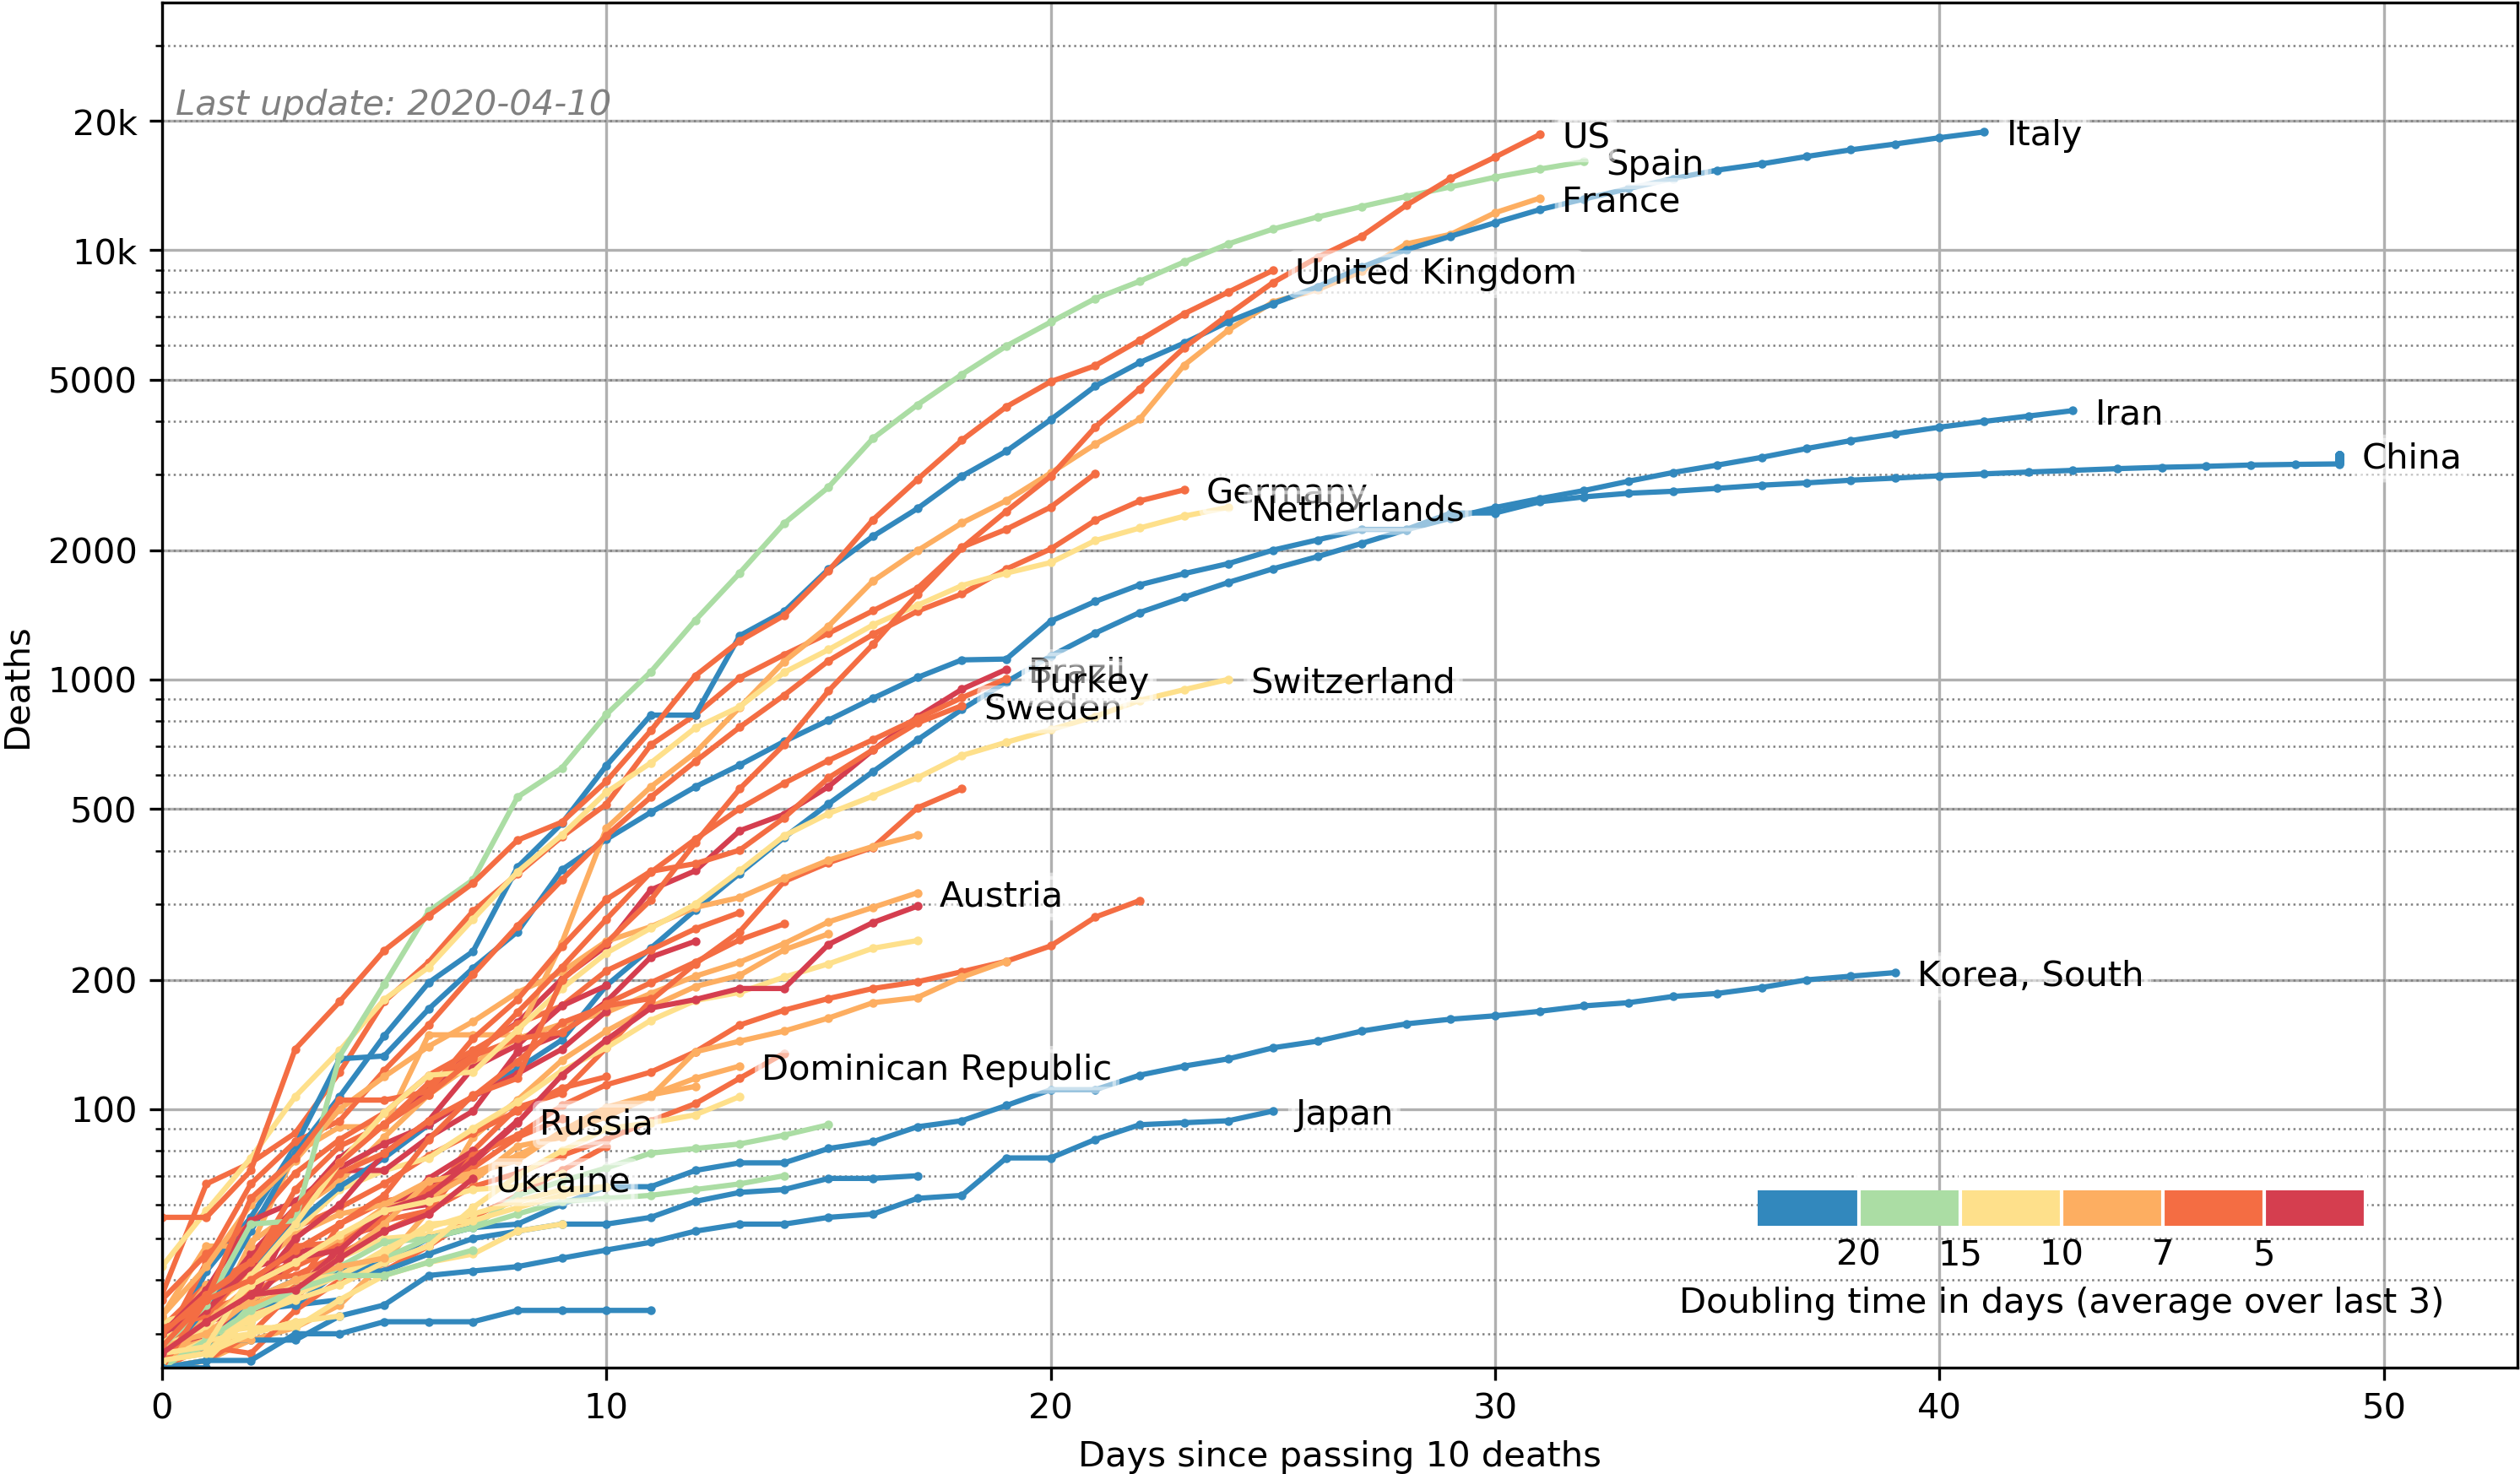 Last update: 2020-04-10
20k
10k
5000
2000
1000
500
200
100
Deaths
US
Italy
Spain
France
United Kingdom
Iran
China
Germany
Netherlands
Brazil
Turkey
Switzerland
Sweden
Austria
Korea, South
Dominican Republic
Japan
Russia
Ukraine
20 15 10 7 5
Doubling time in days (average over last 3)
0 10 20 30 40 50
Days since passing 10 deaths